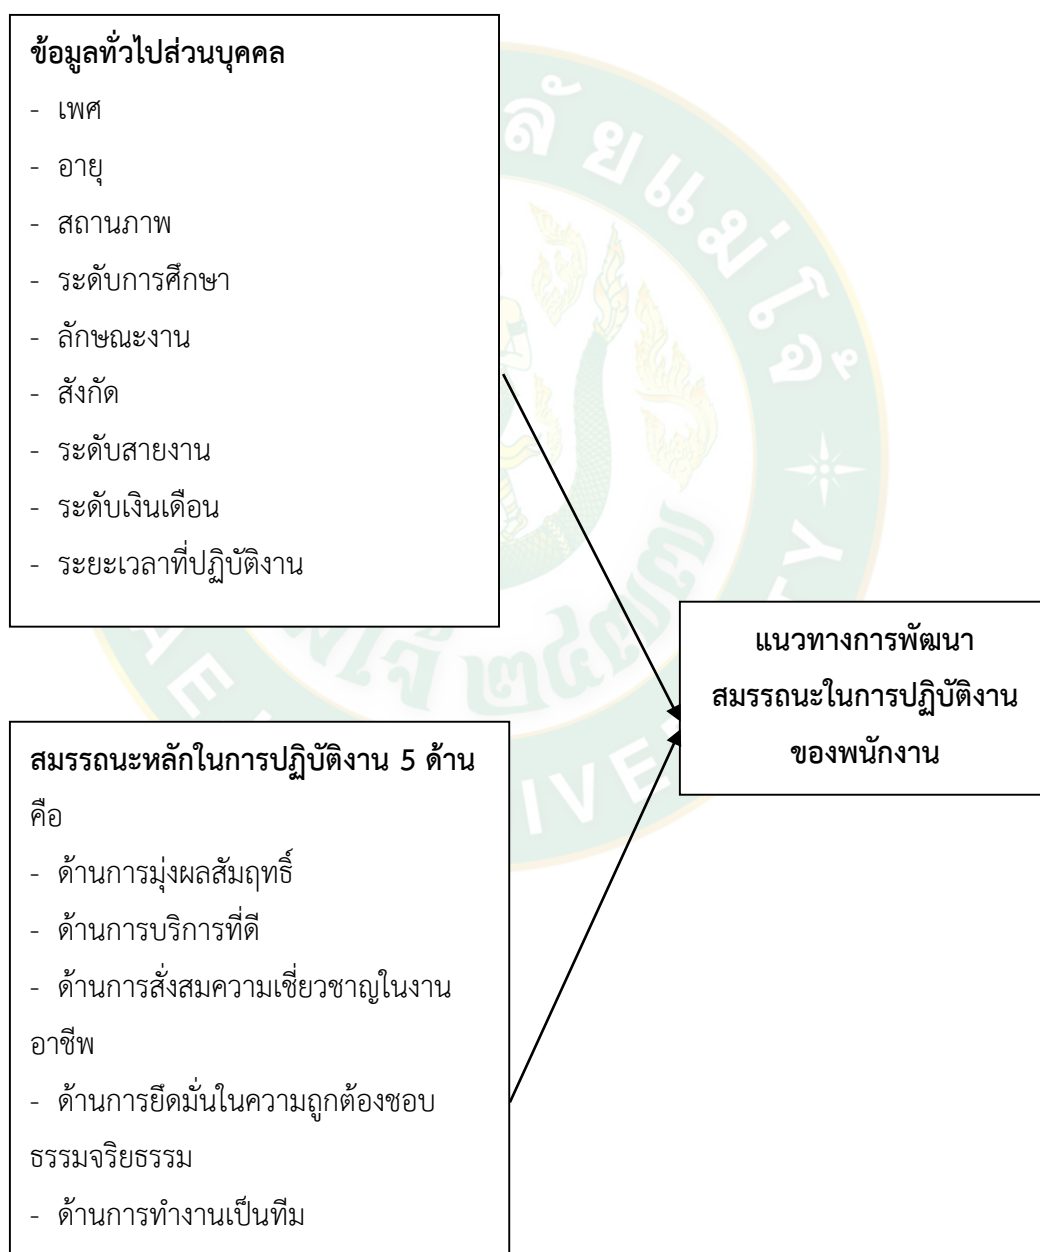 ข้อมูลทั่วไปส่วนบุคคล
- เพศ
- อายุ
- สถานภาพ
- ระดับการศึกษา
- ลักษณะงาน
- สังกัด
- ระดับสายงาน
- ระดับเงินเดือน
- ระยะเวลาที่ปฏิบัติงาน
แนวทางการพัฒนา
สมรรถนะในการปฏิบัติงาน
ของพนักงาน
สมรรถนะหลักในการปฏิบัติงาน 5 ด้าน
คือ
- ด้านการมุ่งผลสัมฤทธิ์
- ด้านการบริการที่ดี
- ด้านการสั่งสมความเชี่ยวชาญในงาน
อาชีพ
- ด้านการยึดมั่นในความถูกต้องชอบ
ธรรมจริยธรรม
- ด้านการทำงานเป็นทีม